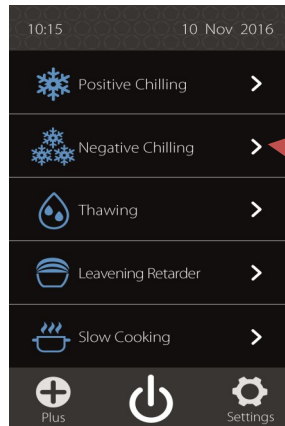 10:15 10 Nov 2016
Positive Chilling
Negative Chilling
Thawing
Leavening Retarder
Slow Cooking
Plus Settings